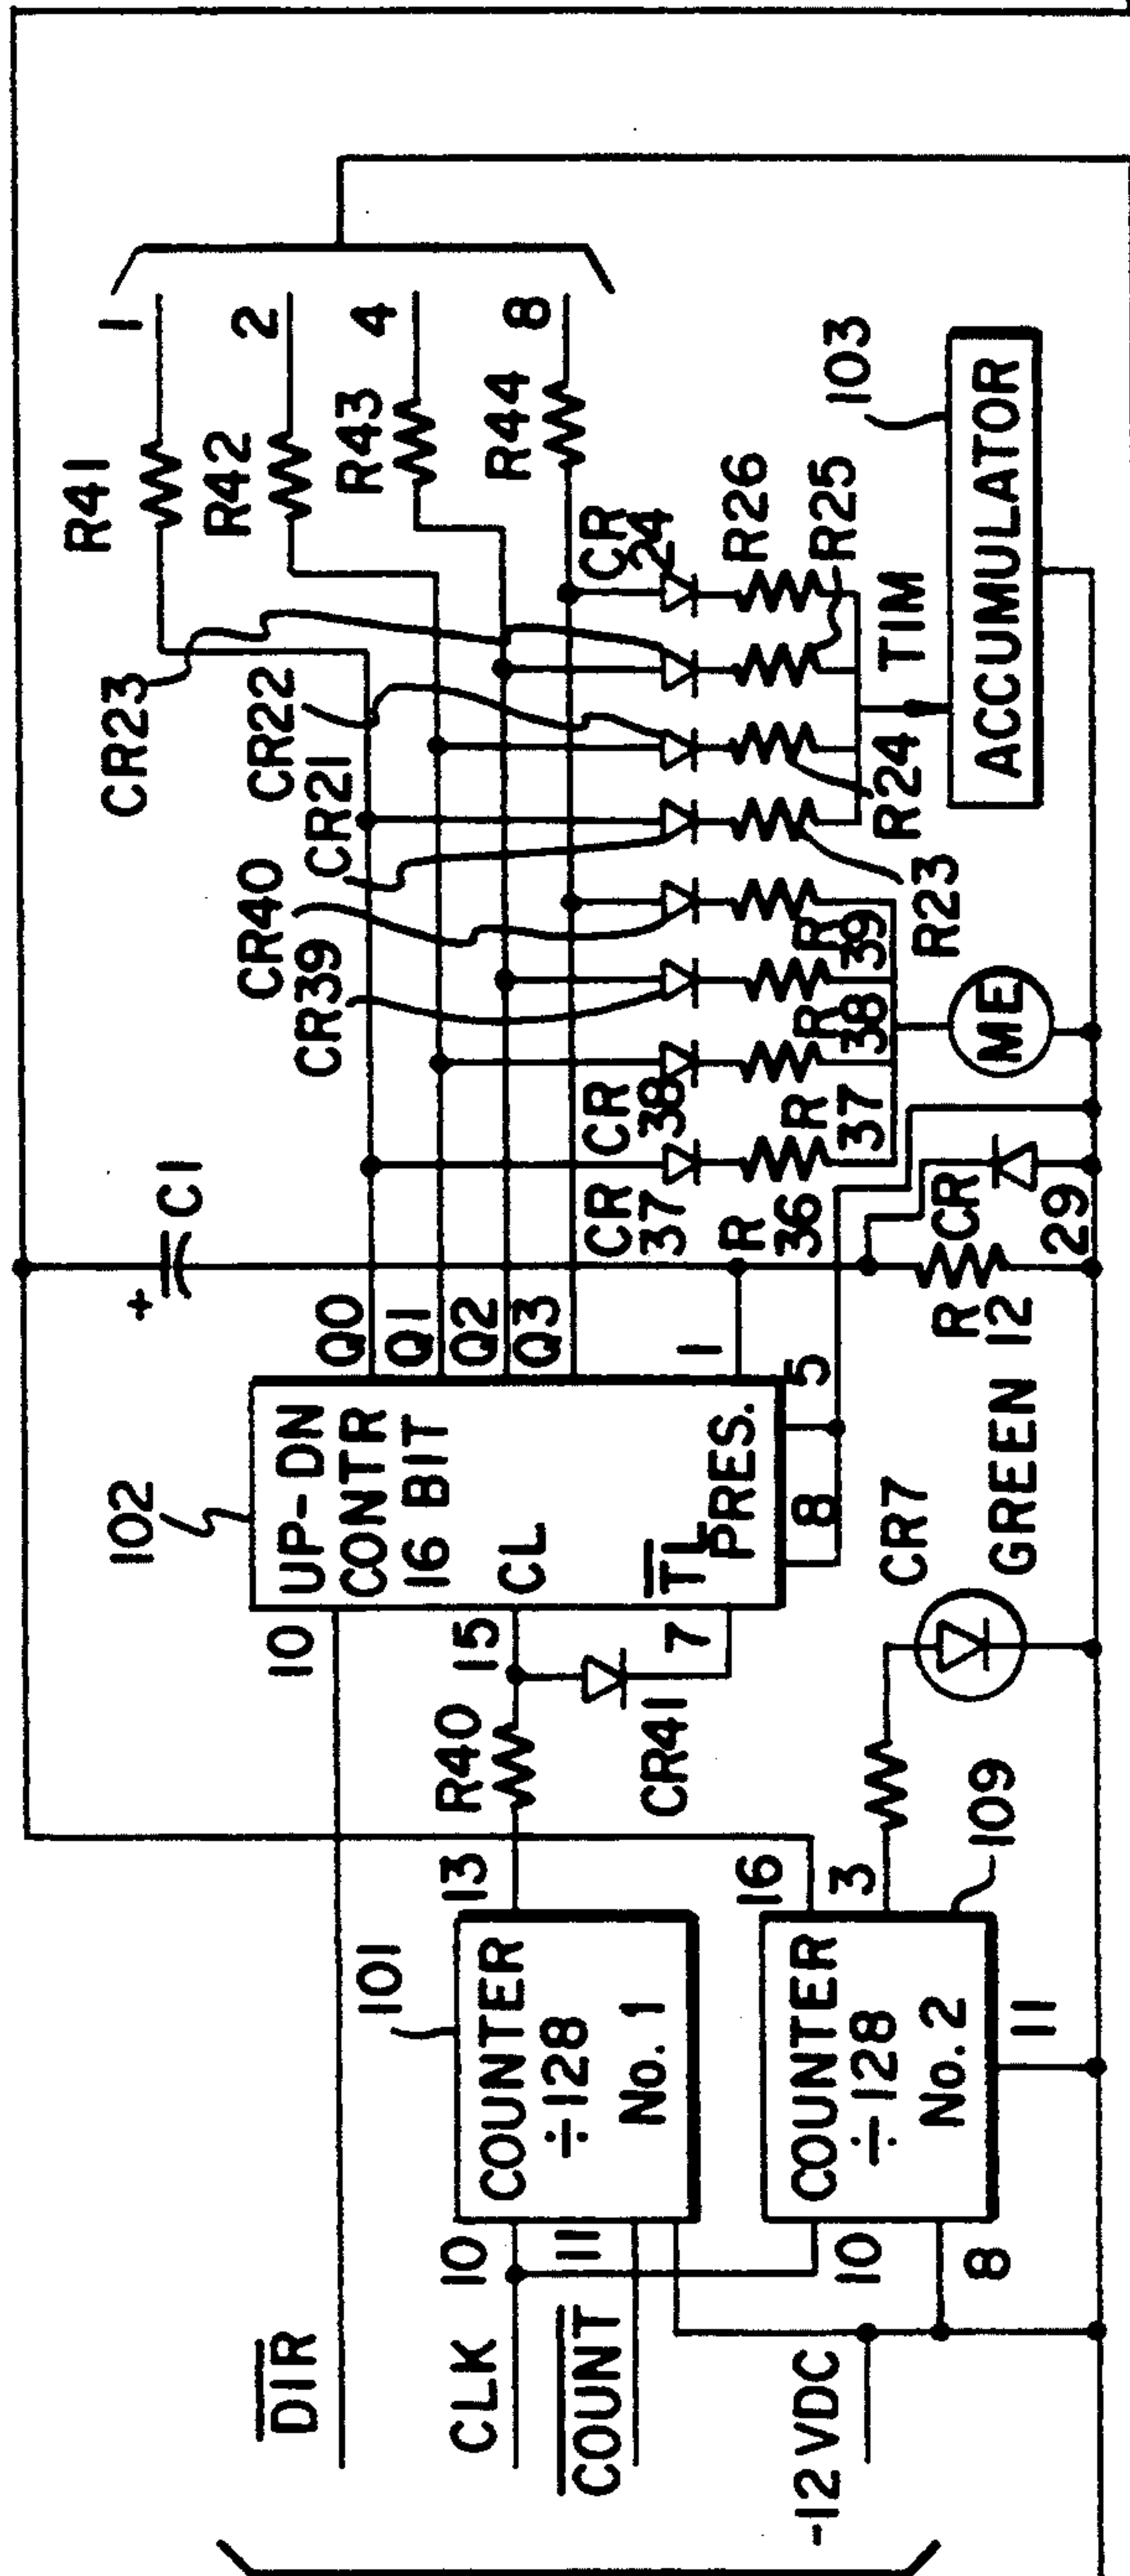 DIR
CLK
COUNT
-12 VDC
10
11
COUNTER
÷128
No. 1
101
13
10
8
COUNTER
÷128
No. 2
11
109
16
3
R40
15
CR41
7
10
102
UP-DN
CONTR
16 BIT
CL
TL
PRES.
8
5
1
Q0
Q1
Q2
Q3
CR7
GREEN
+
C1
R
12
CR
29
CR
37
CR
38
CR39
CR40
CR21
CR22
CR23
CR
24
R
36
R
37
R
38
R
39
R23
R24
R25
R26
ME
TIM
ACCUMULATOR
103
R41
R42
R43
R44
1
2
4
8